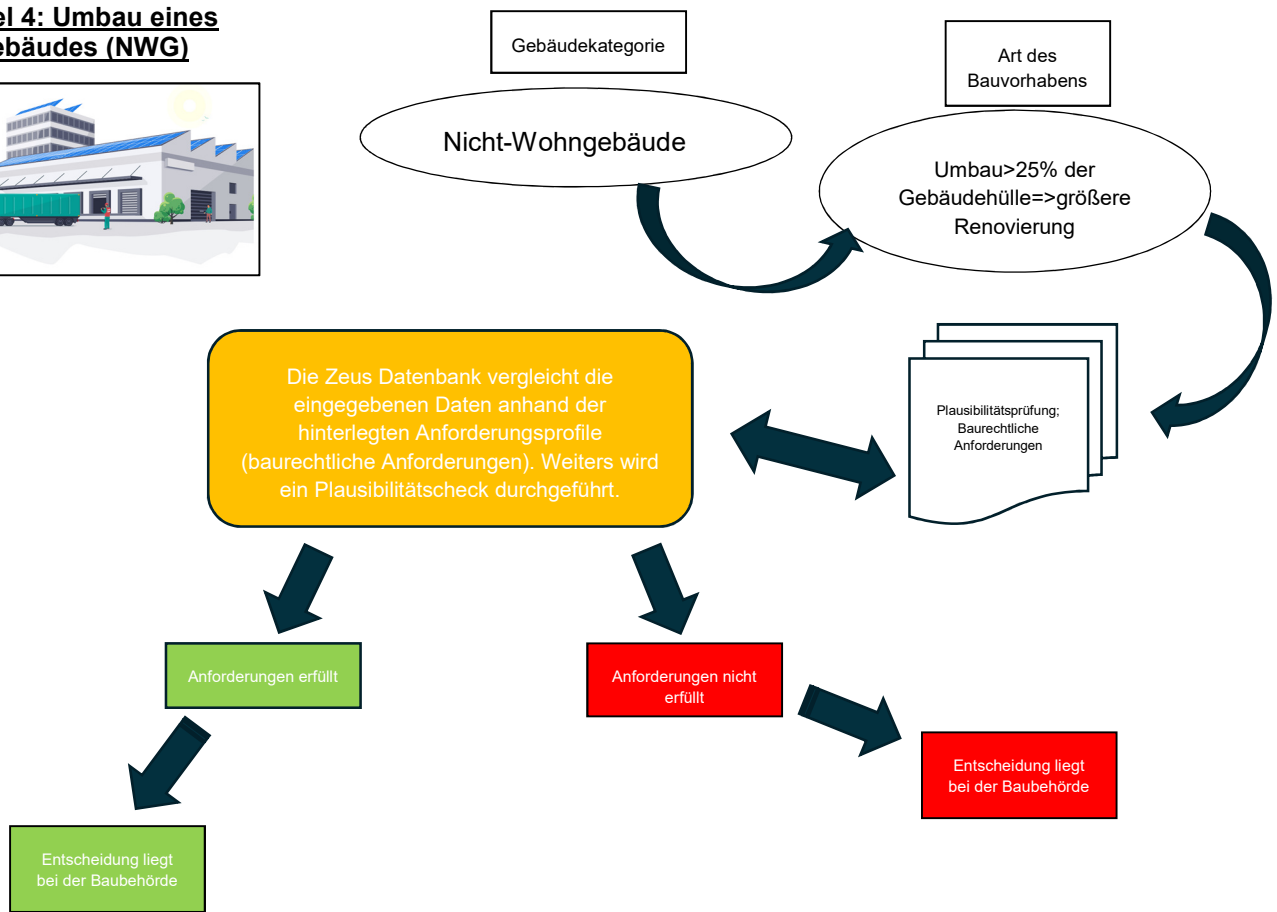 el 4: Umbau eines
ebäudes (NWG)
Gebäudekategorie
Art des
Bauvorhabens
Nicht-Wohngebäude
Umbau>25% der
Gebäudehülle=>größere
Renovierung
Die Zeus Datenbank vergleicht die
eingegebenen Daten anhand der
hinterlegten Anforderungsprofile
(baurechtliche Anforderungen). Weiters wird
ein Plausibilitätscheck durchgeführt.
Plausibilitätsprüfung;
Baurechtliche
Anforderungen
Anforderungen erfüllt
Anforderungen nicht
erfüllt
Entscheidung liegt
bei der Baubehörde
Entscheidung liegt
bei der Baubehörde